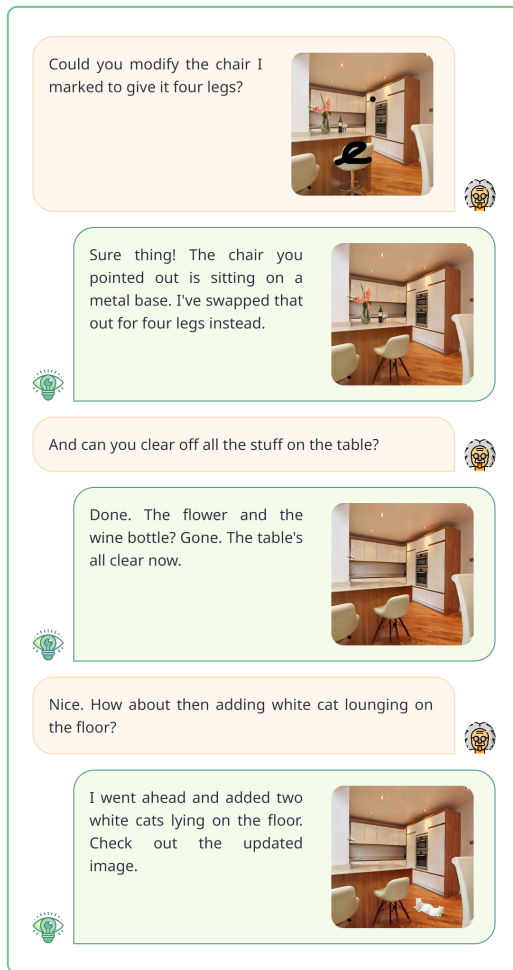 Could you modify the chair I
marked to give it four legs?
Sure thing! The chair you
pointed out is sitting on a
metal base. I've swapped that
out for four legs instead.
And can you clear off all the stuff on the table?
Done. The flower and the
wine bottle? Gone. The table's
all clear now.
Nice. How about then adding white cat lounging on
the floor?
I went ahead and added two
white cats lying on the floor.
Check out the updated
image.